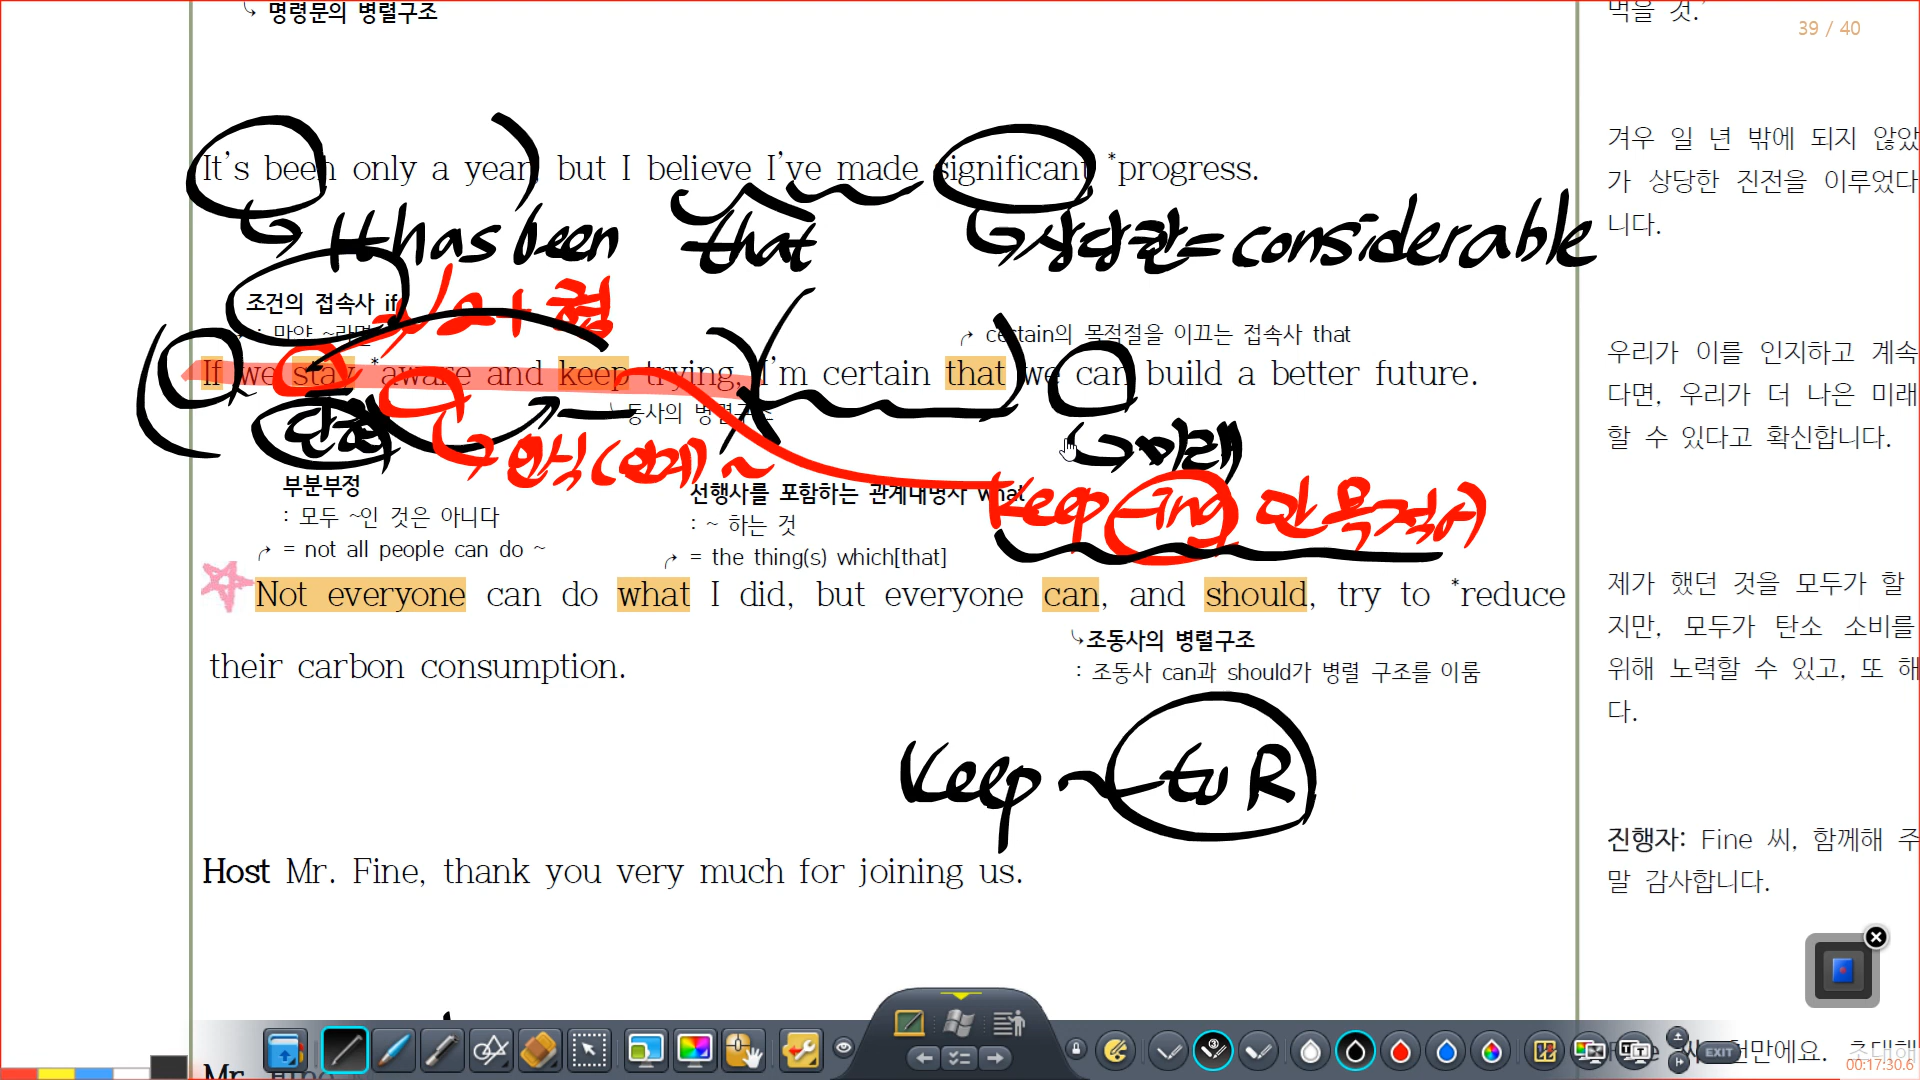 명령문의 병렬구조
먹을 것.
39 / 40
It's been only a year, but I believe I've made significant *progress.
It has been
that
상당한 = considerable
겨우 일 년 밖에 되지 않았
가 상당한 진전을 이루었다
니다.
조건의 접속사 if
: 만약 ~라면
certain의 목적절을 이끄는 접속사 that
If we stay *aware and keep trying, I'm certain that we can build a better future.
동사의 병렬구조
미래
우리가 이를 인지하고 계속
다면, 우리가 더 나은 미래
할 수 있다고 확신합니다.
부분부정
: 모두 ~인 것은 아니다
= not all people can do ~
선행사를 포함하는 관계대명사 what
: ~ 하는 것
= the thing(s) which[that]
keep -ing 만 목적어
Not everyone can do what I did, but everyone can, and should, try to *reduce
their carbon consumption.
조동사의 병렬구조
: 조동사 can과 should가 병렬 구조를 이룸
제가 했던 것을 모두가 할
지만, 모두가 탄소 소비를
위해 노력할 수 있고, 또 해
다.
keep ~ to R
Host Mr. Fine, thank you very much for joining us.
진행자: Fine 씨, 함께해 주
말 감사합니다.
EXIT
00:17:30.6